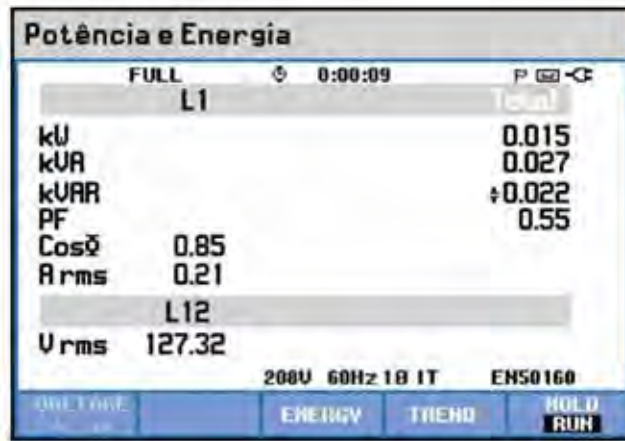 Potência e Energia
FULL 0:00:09 P
L1 Total
kW 0.015
kVA 0.027
kVAR 0.022
PF 0.55
CosΦ 0.85
A rms 0.21
L12
V rms 127.32
208V 60Hz 1Ø IT EN50160
VOLTAGE ENERGY TREND HOLD
RUN